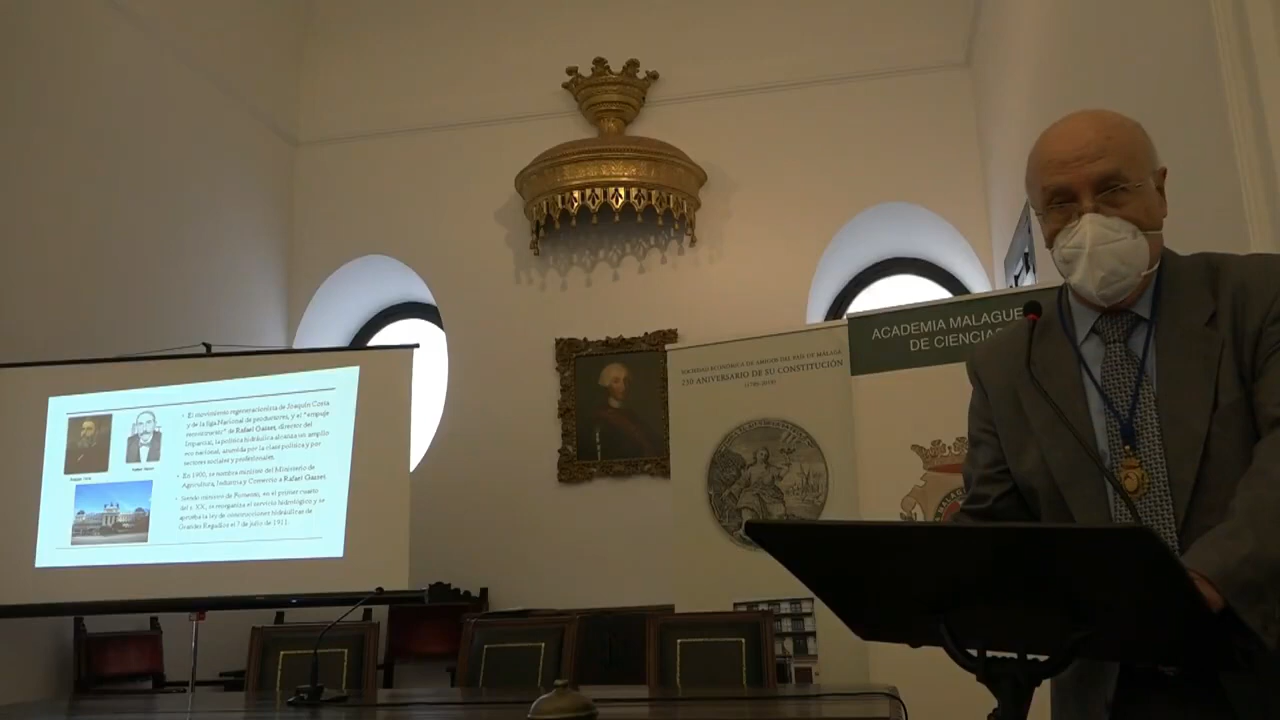 • El movimiento regeneracionista de Joaquín Costa
y de la liga Nacional de productores, y el "empuje
reconstructor" de Rafael Gasset, director del
Imparcial, la política hidráulica alcanza un amplio
eco nacional, asumida por la clase política y por
sectores sociales y profesionales.
• En 1900, se nombra ministro del Ministerio de
Agricultura, Industria y Comercio a Rafael Gasset.
• Siendo ministro de Fomento, en el primer cuarto
del s. XX, se reorganiza el servicio hidrológico y se
aprueba la ley de construcciones hidráulicas de
Grandes Regadíos el 7 de julio de 1911.
SOCIEDAD ECONÓMICA DE AMIGOS DEL PAÍS DE MÁLAGA
230 ANIVERSARIO DE SU CONSTITUCIÓN
ACADEMIA MALAGUE
DE CIENCIAS